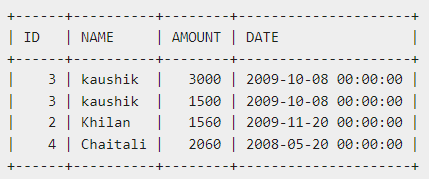 +------+----------+--------+---------------------+
| ID   | NAME     | AMOUNT | DATE                |
+------+----------+--------+---------------------+
|    3 | kaushik  |   3000 | 2009-10-08 00:00:00 |
|    3 | kaushik  |   1500 | 2009-10-08 00:00:00 |
|    2 | Khilan   |   1560 | 2009-11-20 00:00:00 |
|    4 | Chaitali |   2060 | 2008-05-20 00:00:00 |
+------+----------+--------+---------------------+